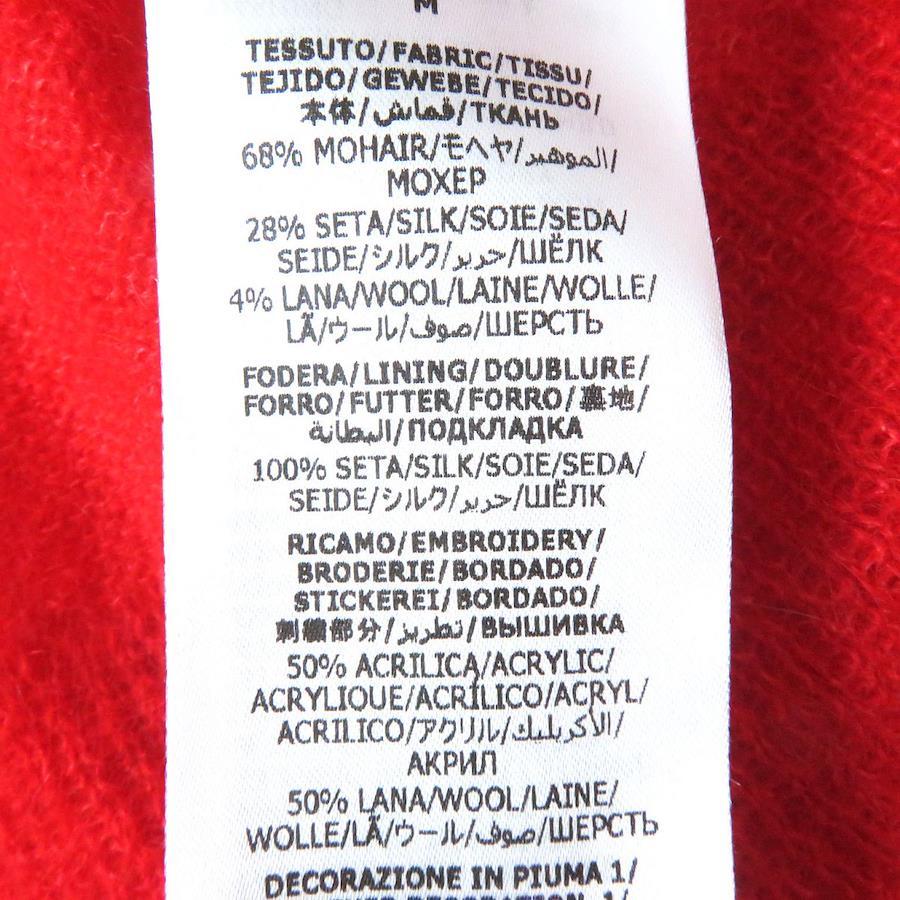 M
TESSUTO/FABRIC/TISSU/
TEJIDO/GEWEBE/TECIDO/
本体/قماش/ТКАНЬ
68% MOHAIR/モヘヤ/الموهير/
МОХЕР
28% SETA/SILK/SOIE/SEDA/
SEIDE/シルク/حرير/ШЁЛК
4% LANA/WOOL/LAINE/WOLLE/
LÃ/ウール/صوف/ШЕРСТЬ
FODERA/LINING/DOUBLURE/
FORRO/FUTTER/FORRO/裏地/
البطانة/ПОДКЛАДКА
100% SETA/SILK/SOIE/SEDA/
SEIDE/シルク/حرير/ШЁЛК
RICAMO/EMBROIDERY/
BRODERIE/BORDADO/
STICKEREI/BORDADO/
刺繍部分/تطريز/ВЫШИВКА
50% ACRILICA/ACRYLIC/
ACRYLIQUE/ACRÍLICO/ACRYL/
ACRILICO/アクリル/الأكريليك/
АКРИЛ
50% LANA/WOOL/LAINE/
WOLLE/LÃ/ウール/صوف/ШЕРСТЬ
DECORAZIONE IN PIUMA 1/